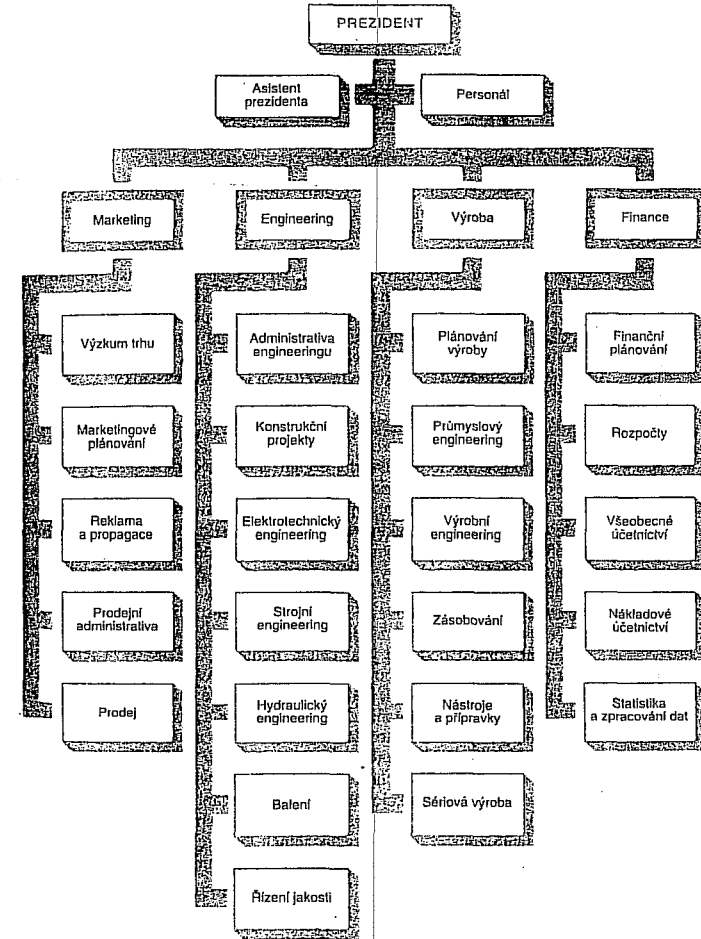 PREZIDENT
Asistent
prezidenta
Personál
Marketing
Engineering
Výroba
Finance
Výzkum trhu
Marketingové
plánování
Reklama
a propagace
Prodejní
administrativa
Prodej
Administrativa
engineeringu
Konstrukční
projekty
Elektrotechnický
engineering
Strojní
engineering
Hydraulický
engineering
Balení
Řízení jakosti
Plánování
výroby
Průmyslový
engineering
Výrobní
engineering
Zásobování
Nástroje
a přípravky
Sériová výroba
Finanční
plánování
Rozpočty
Všeobecné
účetnictví
Nákladové
účetnictví
Statistika
a zpracování dat